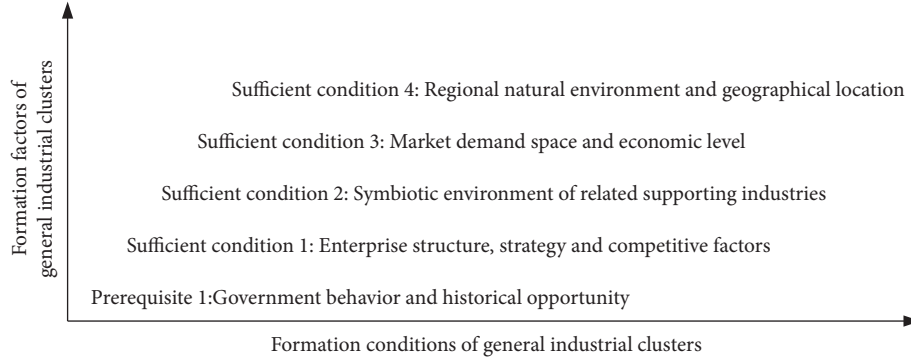 Formation factors of
general industrial clusters
Sufficient condition 4: Regional natural environment and geographical location
Sufficient condition 3: Market demand space and economic level
Sufficient condition 2: Symbiotic environment of related supporting industries
Sufficient condition 1: Enterprise structure, strategy and competitive factors
Prerequisite 1:Government behavior and historical opportunity
Formation conditions of general industrial clusters